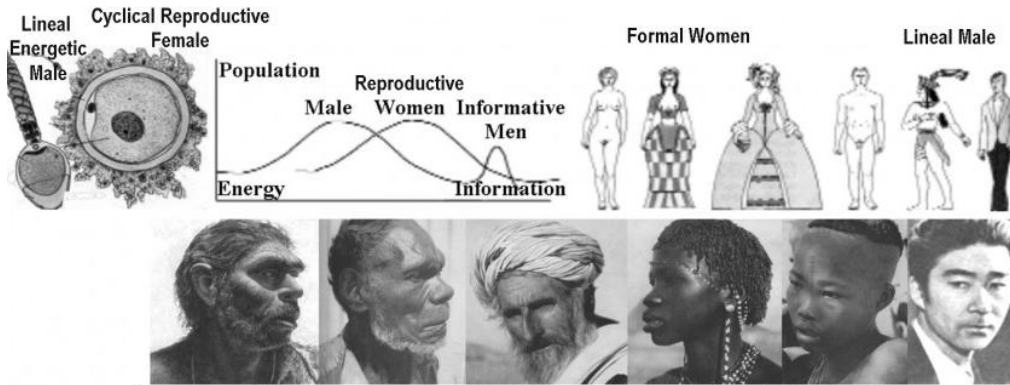 Lineal
Energetic
Male
Cyclical Reproductive
Female
Population
Reproductive
Male Women Informative
Men
Energy Information
Formal Women
Lineal Male